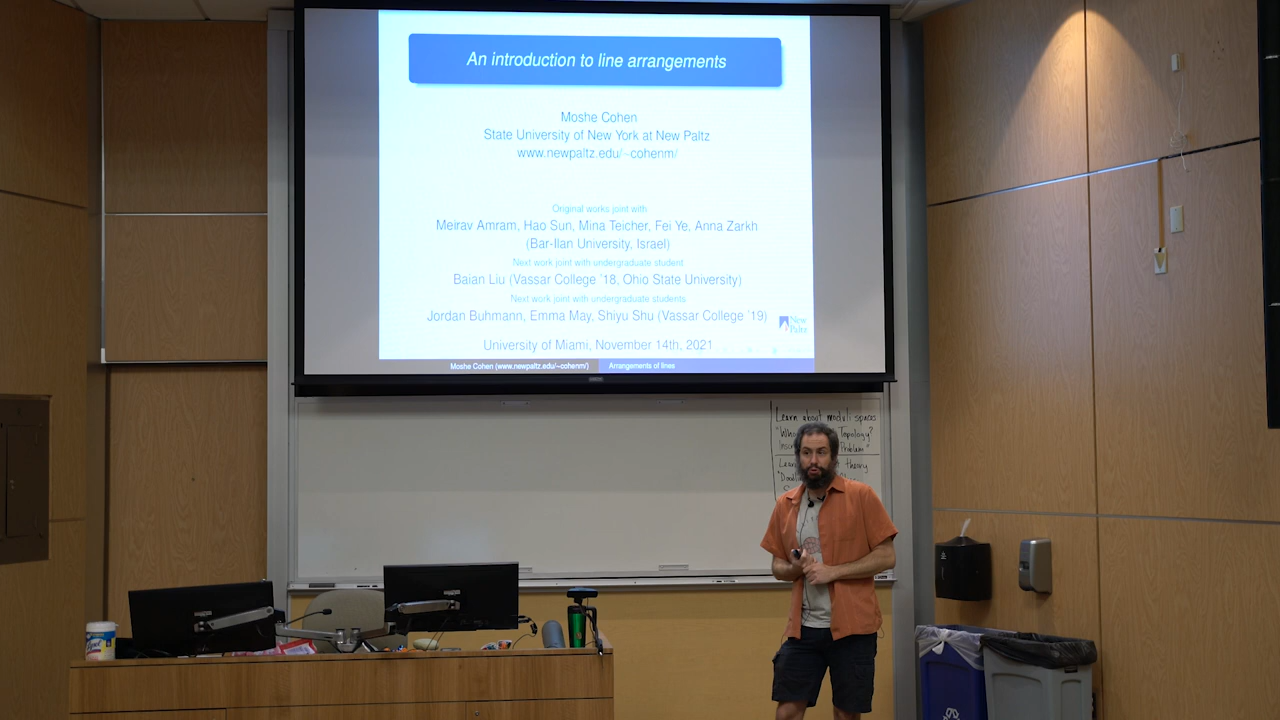 An introduction to line arrangements
Moshe Cohen
State University of New York at New Paltz
www.newpaltz.edu/~cohenm/
Original works joint with:
Meirav Amram, Hao Sun, Mina Teicher, Fei Ye, Anna Zarkh
(Bar-Ilan University, Israel)
Next work joint with undergraduate student
Baian Liu (Vassar College '18, Ohio State University)
Next work joint with undergraduate students
Jordan Buhmann, Emma May, Shiyu Shu (Vassar College '19)
New
Paltz
University of Miami, November 14th, 2021
Moshe Cohen (www.newpaltz.edu/~cohenm/)
Arrangements of lines
Learn about moduli spaces
Topology?
Problem"
theory